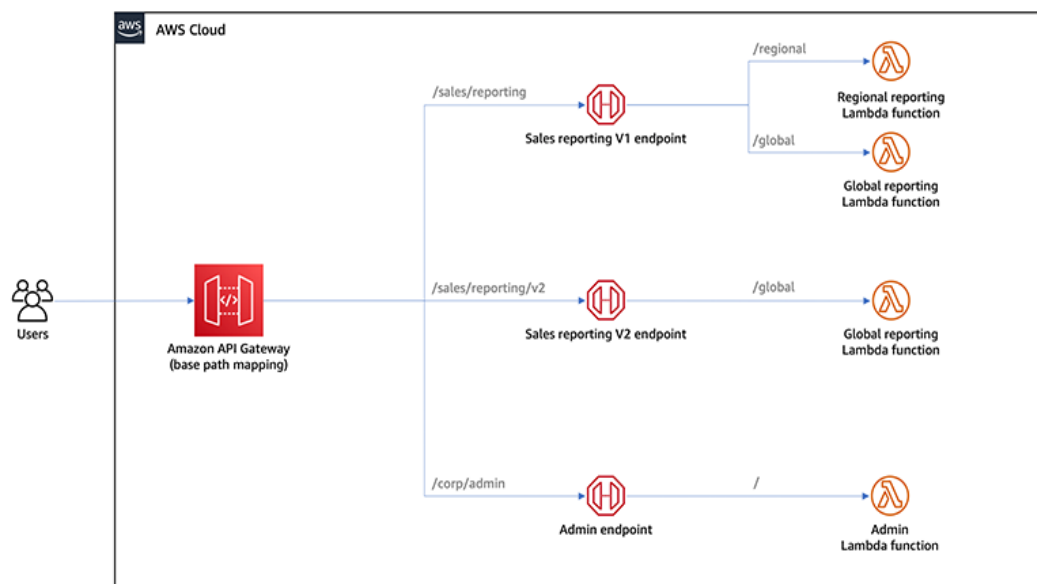 aws
AWS Cloud
/regional
Regional reporting
Lambda function
/sales/reporting
Sales reporting V1 endpoint
/global
Global reporting
Lambda function
Users
</>
Amazon API Gateway
(base path mapping)
/sales/reporting/v2
Sales reporting V2 endpoint
/global
Global reporting
Lambda function
/corp/admin
Admin endpoint
/
Admin
Lambda function